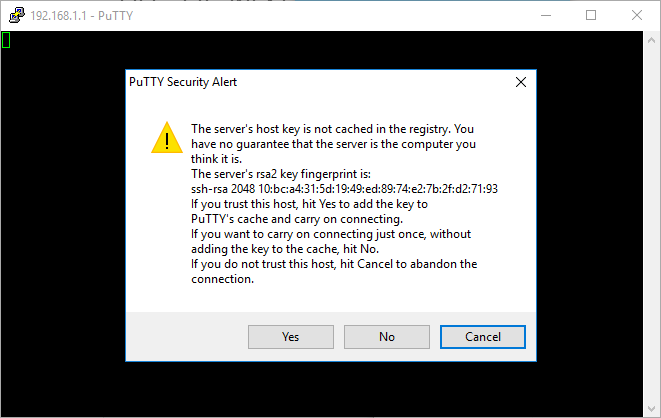 192.168.1.1 - PuTTY
PuTTY Security Alert
The server's host key is not cached in the registry. You
have no guarantee that the server is the computer you
think it is.
The server's rsa2 key fingerprint is:
ssh-rsa 2048 10:bc:a4:31:5d:19:49:ed:89:74:e2:7b:2f:d2:71:93
If you trust this host, hit Yes to add the key to
PuTTY's cache and carry on connecting.
If you want to carry on connecting just once, without
adding the key to the cache, hit No.
If you do not trust this host, hit Cancel to abandon the
connection.
Yes
No
Cancel